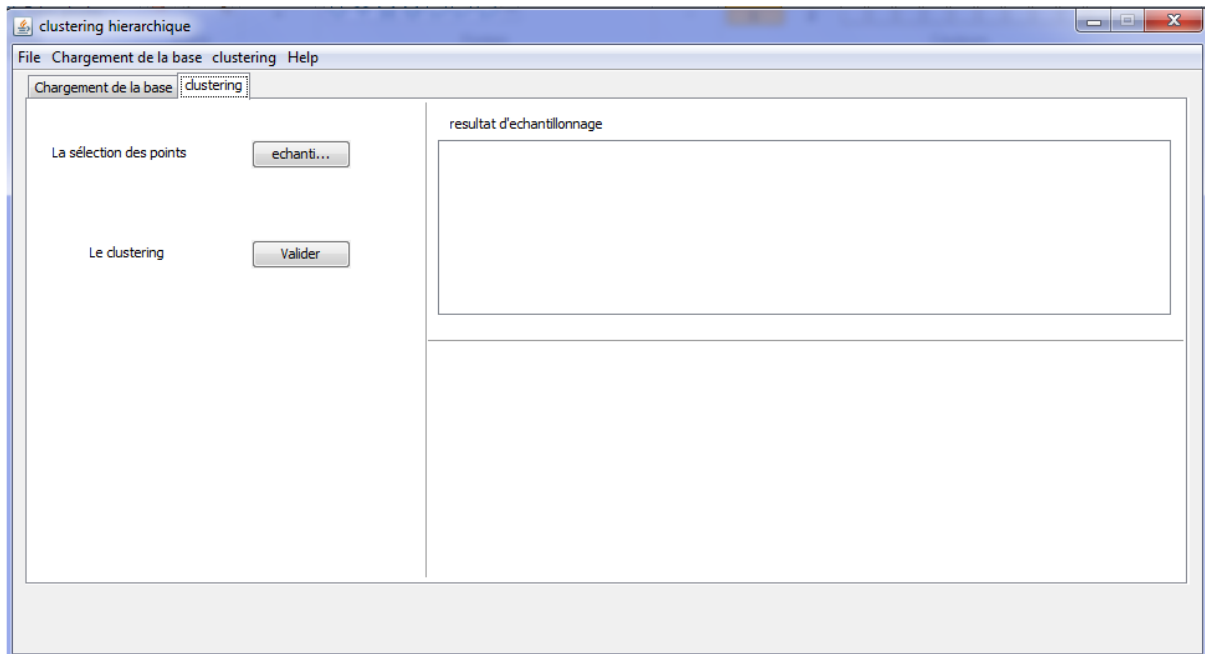 clustering hierarchique
File Chargement de la base clustering Help
Chargement de la base clustering
resultat d'echantillonnage
La sélection des points echanti...
Le clustering Valider